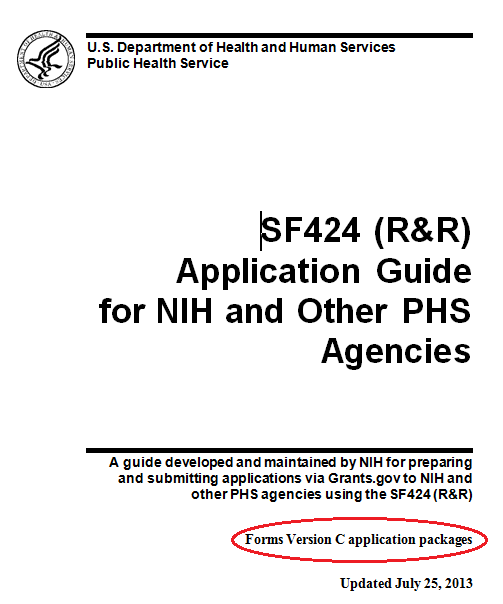 U.S. Department of Health and Human Services
Public Health Service
SF424 (R&R)
Application Guide
for NIH and Other PHS
Agencies
A guide developed and maintained by NIH for preparing
and submitting applications via Grants.gov to NIH and
other PHS agencies using the SF424 (R&R)
Forms Version C application packages
Updated July 25, 2013